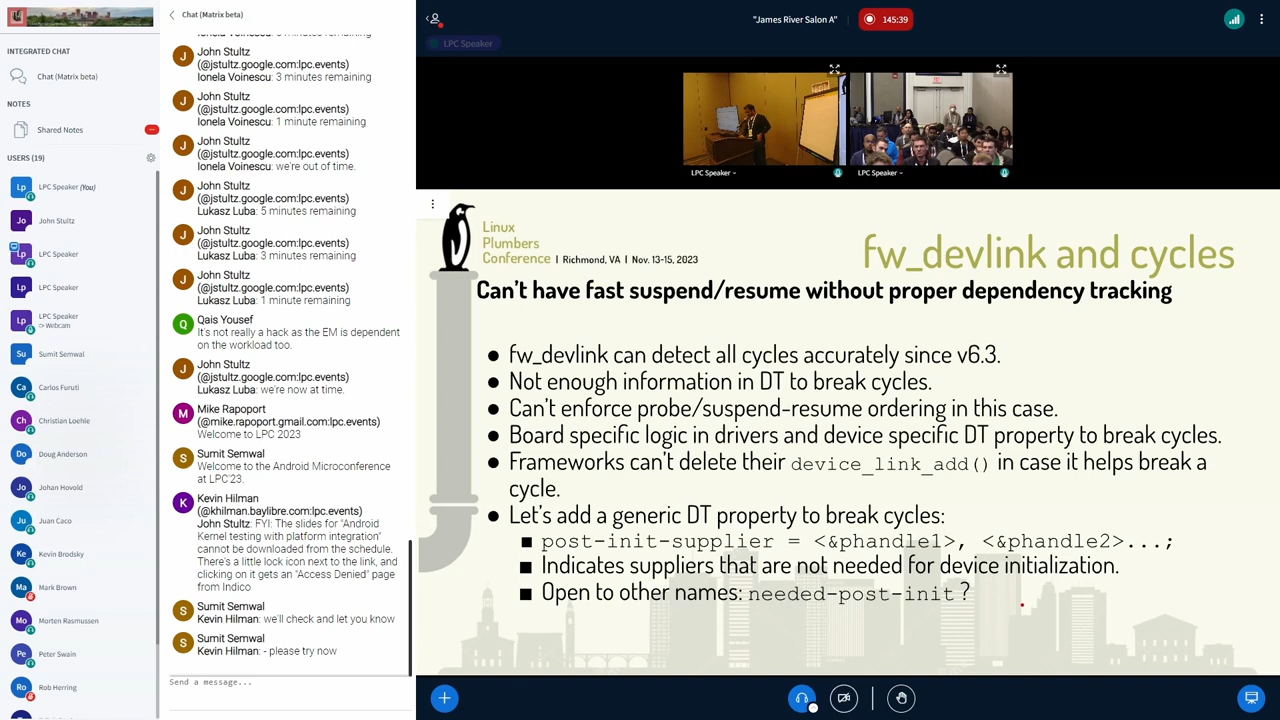 INTEGRATED CHAT
Chat (Matrix beta)
NOTES
Shared Notes
USERS (19)
Lp LPC Speaker (You)
Jo John Stultz
Lp LPC Speaker
Lp LPC Speaker
Lp LPC Speaker
Webcam
Su Sumit Semwal
Ca Carlos Furuti
Ch Christian Loehle
Do Doug Anderson
Jo Johan Hovold
Ju Juan Caco
Ke Kevin Brodsky
Ma Mark Brown
Mo Morten Rasmussen
Pe Peter Swain
Ro Rob Herring
Chat (Matrix beta)
J John Stultz
(@jstultz.google.com:lpc.events)
Ionela Voinescu: 3 minutes remaining
J John Stultz
(@jstultz.google.com:lpc.events)
Ionela Voinescu: 1 minute remaining
J John Stultz
(@jstultz.google.com:lpc.events)
Ionela Voinescu: we're out of time.
J John Stultz
(@jstultz.google.com:lpc.events)
Lukasz Luba: 5 minutes remaining
J John Stultz
(@jstultz.google.com:lpc.events)
Lukasz Luba: 3 minutes remaining
J John Stultz
(@jstultz.google.com:lpc.events)
Lukasz Luba: 1 minute remaining
Q Qais Yousef
It's not really a hack as the EM is dependent
on the workload too.
J John Stultz
(@jstultz.google.com:lpc.events)
Lukasz Luba: we're now at time.
M Mike Rapoport
(@mike.rapoport.gmail.com:lpc.events)
Welcome to LPC 2023
S Sumit Semwal
Welcome to the Android Microconference
at LPC'23.
K Kevin Hilman
(@khilman.baylibre.com:lpc.events)
John Stultz: FYI: The slides for "Android
Kernel testing with platform integration"
cannot be downloaded from the schedule.
There's a little lock icon next to the link, and
clicking on it gets an "Access Denied" page
from Indico
S Sumit Semwal
Kevin Hilman: we'll check and let you know
S Sumit Semwal
Kevin Hilman: - please try now
Send a message...
"James River Salon A"
145:39
LPC Speaker
LPC Speaker
LPC Speaker
Linux
Plumbers
Conference | Richmond, VA | Nov. 13-15, 2023
fw_devlink and cycles
Can't have fast suspend/resume without proper dependency tracking
● fw_devlink can detect all cycles accurately since v6.3.
● Not enough information in DT to break cycles.
● Can't enforce probe/suspend-resume ordering in this case.
● Board specific logic in drivers and device specific DT property to break cycles.
● Frameworks can't delete their device_link_add() in case it helps break a
cycle.
● Let's add a generic DT property to break cycles:
■ post-init-supplier = <&phandle1>, <&phandle2>...;
■ Indicates suppliers that are not needed for device initialization.
■ Open to other names: needed-post-init ?